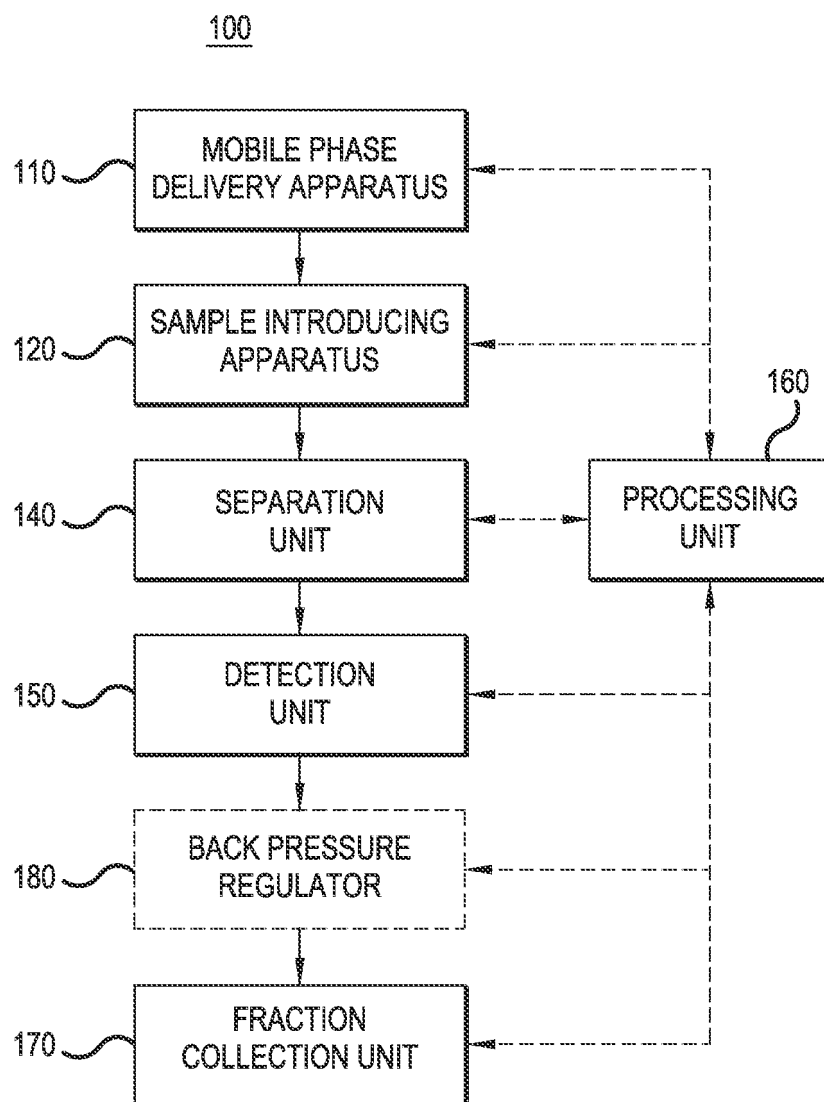 100
110
MOBILE PHASE
DELIVERY APPARATUS
120
SAMPLE INTRODUCING
APPARATUS
160
140
SEPARATION
UNIT
PROCESSING
UNIT
150
DETECTION
UNIT
180
BACK PRESSURE
REGULATOR
170
FRACTION
COLLECTION UNIT